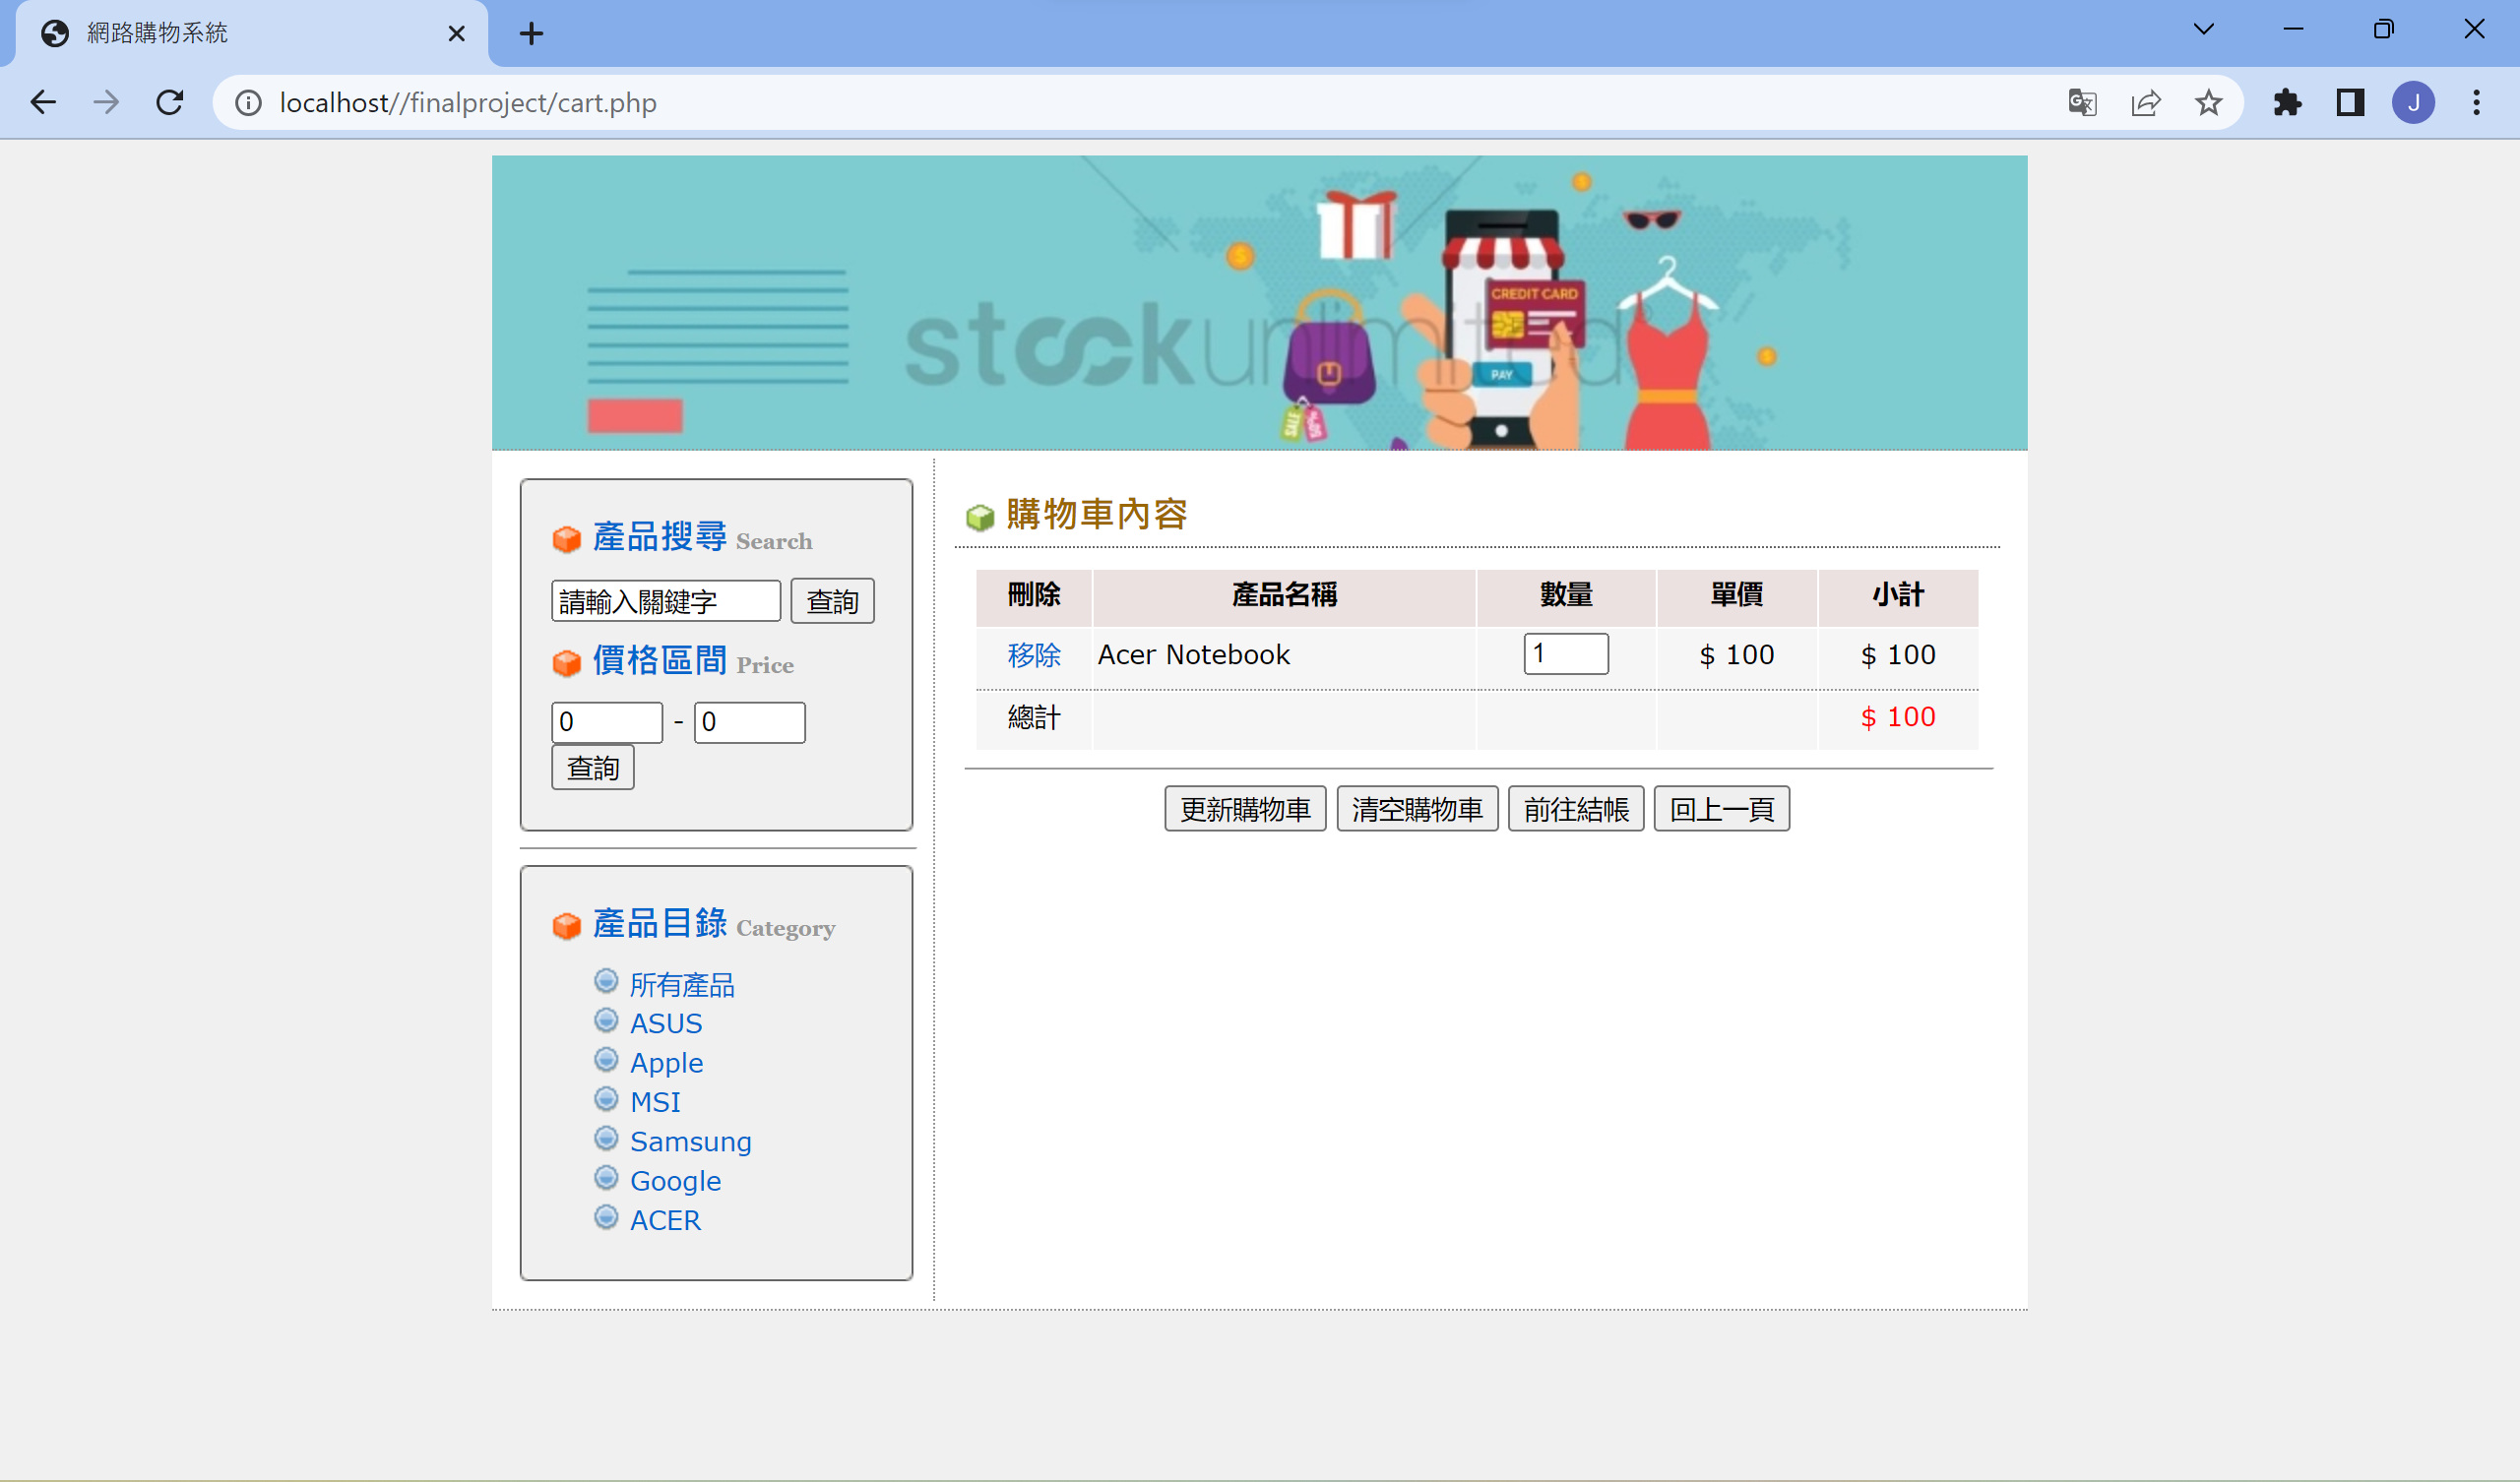 網路購物系統
localhost//finalproject/cart.php
J
CREDIT CARD
stockunlimited
PAY
SALE
購物車內容
產品搜尋 Search
請輸入關鍵字 查詢
價格區間 Price
0 - 0
查詢
產品目錄 Category
所有產品
ASUS
Apple
MSI
Samsung
Google
ACER
刪除 產品名稱 數量 單價 小計
移除 Acer Notebook 1 $ 100 $ 100
總計 $ 100
更新購物車 清空購物車 前往結帳 回上一頁